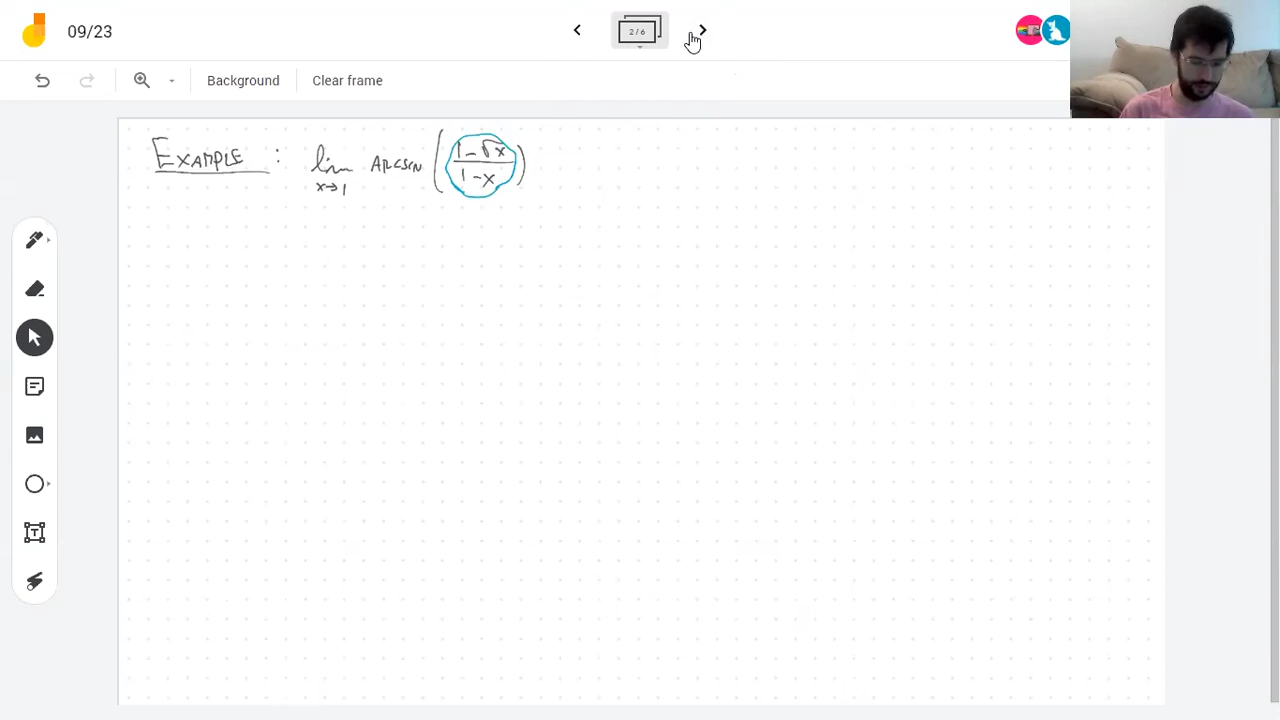 09/23
2 / 6
Background
Clear frame
EXAMPLE : lim x→1 ARCSIN ( (1 - √x) / (1 - x) )
T